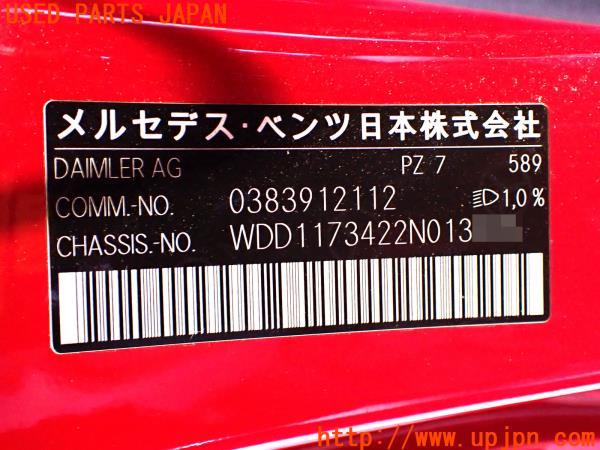 USED PARTS JAPAN
メルセデス・ベンツ日本株式会社
DAIMLER AG PZ 7 589
COMM.-NO. 0383912112 1,0 %
CHASSIS.-NO. WDD1173422N013
http://www.upjpn.com